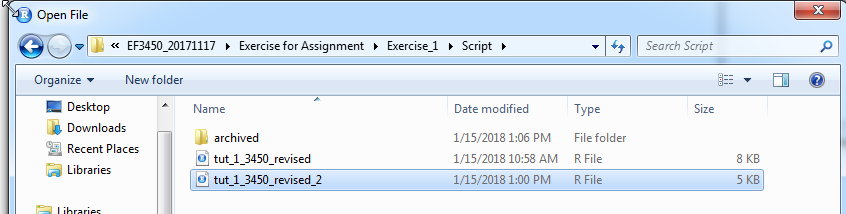 Open File
« EF3450_20171117 Exercise for Assignment Exercise_1 Script Search Script
Organize New folder
Desktop
Downloads
Recent Places
Libraries
Libraries
Name Date modified Type Size
archived 1/15/2018 1:06 PM File folder
tut_1_3450_revised 1/15/2018 10:58 AM R File 8 KB
tut_1_3450_revised_2 1/15/2018 1:00 PM R File 5 KB